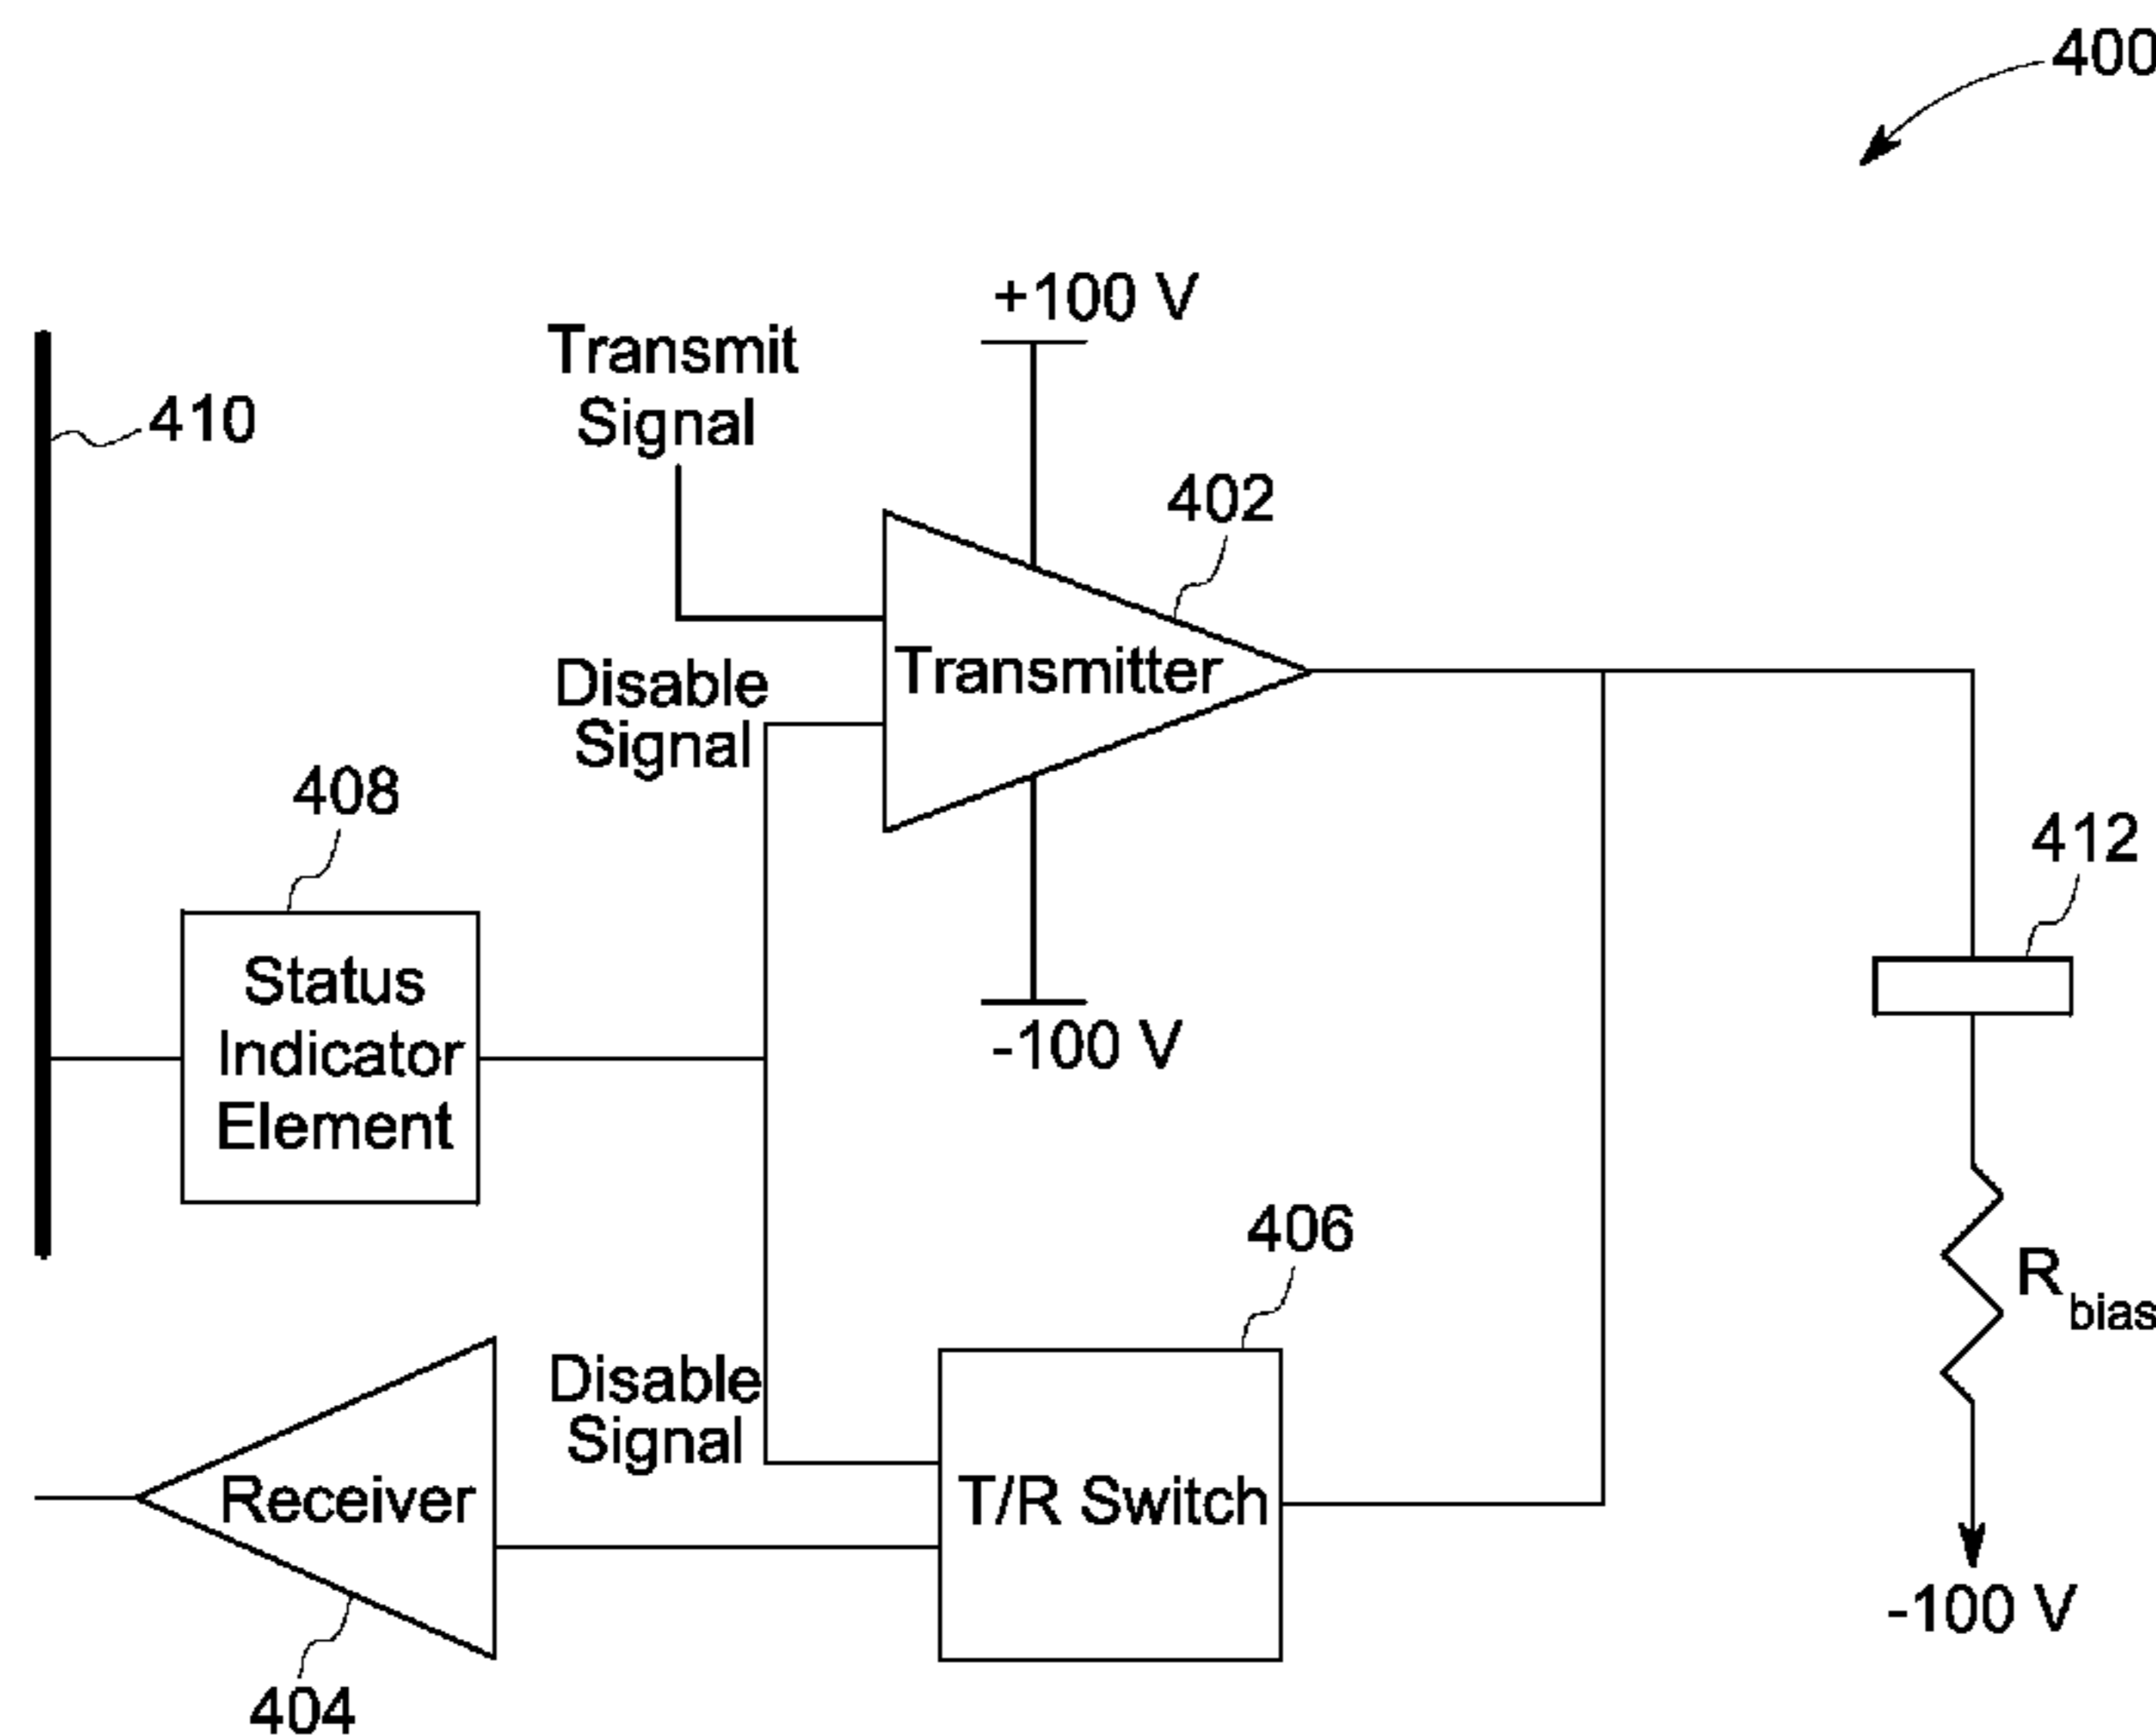 400
+100 V
Transmit
Signal
410
402
Transmitter
Disable
Signal
408
412
Status
Indicator
Element
-100 V
406
Rbias
Disable
Signal
Receiver
T/R Switch
-100 V
404